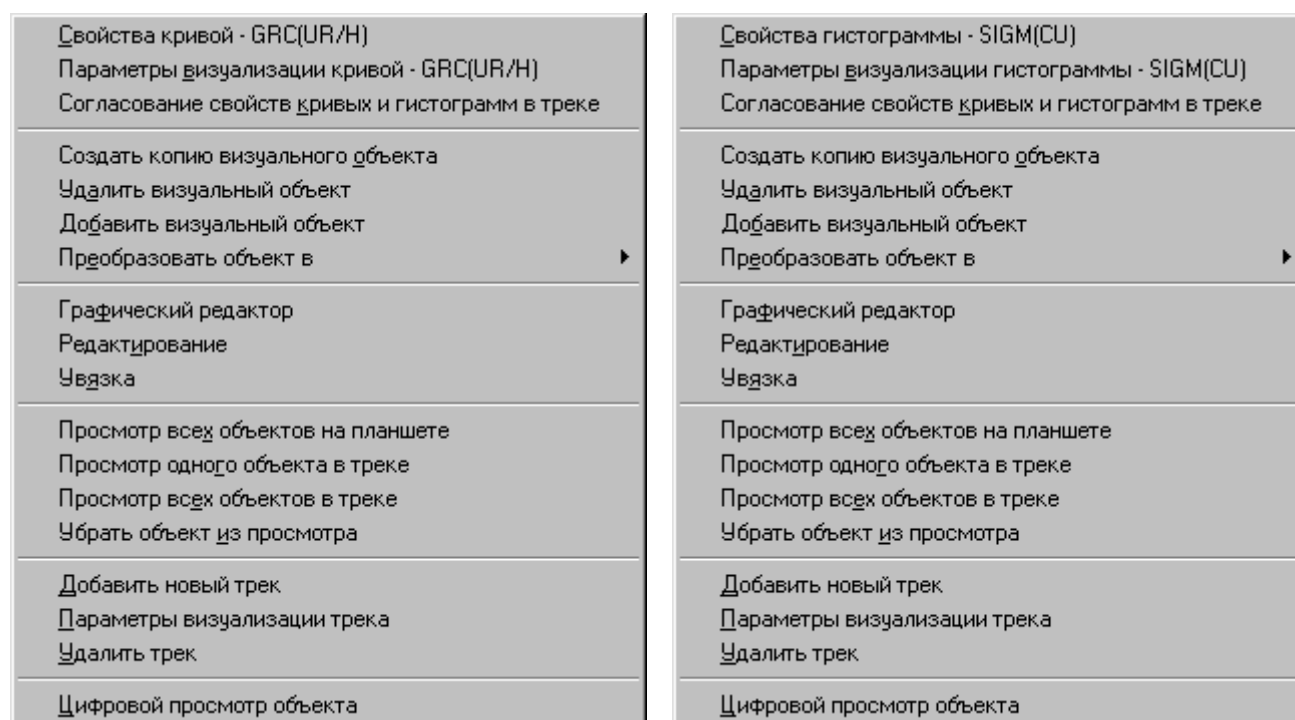 Свойства кривой - GRC(UR/H)
Параметры визуализации кривой - GRC(UR/H)
Согласование свойств кривых и гистограмм в треке
Создать копию визуального объекта
Удалить визуальный объект
Добавить визуальный объект
Преобразовать объект в
Графический редактор
Редактирование
Увязка
Просмотр всех объектов на планшете
Просмотр одного объекта в треке
Просмотр всех объектов в треке
Убрать объект из просмотра
Добавить новый трек
Параметры визуализации трека
Удалить трек
Цифровой просмотр объекта
Свойства гистограммы - SIGM(CU)
Параметры визуализации гистограммы - SIGM(CU)
Согласование свойств кривых и гистограмм в треке
Создать копию визуального объекта
Удалить визуальный объект
Добавить визуальный объект
Преобразовать объект в
Графический редактор
Редактирование
Увязка
Просмотр всех объектов на планшете
Просмотр одного объекта в треке
Просмотр всех объектов в треке
Убрать объект из просмотра
Добавить новый трек
Параметры визуализации трека
Удалить трек
Цифровой просмотр объекта